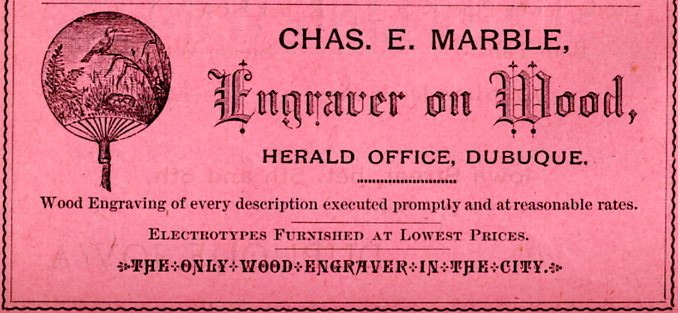 CHAS. E. MARBLE,
Engraver on Wood,
HERALD OFFICE, DUBUQUE.
Wood Engraving of every description executed promptly and at reasonable rates.
ELECTROTYPES FURNISHED AT LOWEST PRICES.
THE ONLY WOOD ENGRAVER IN THE CITY.